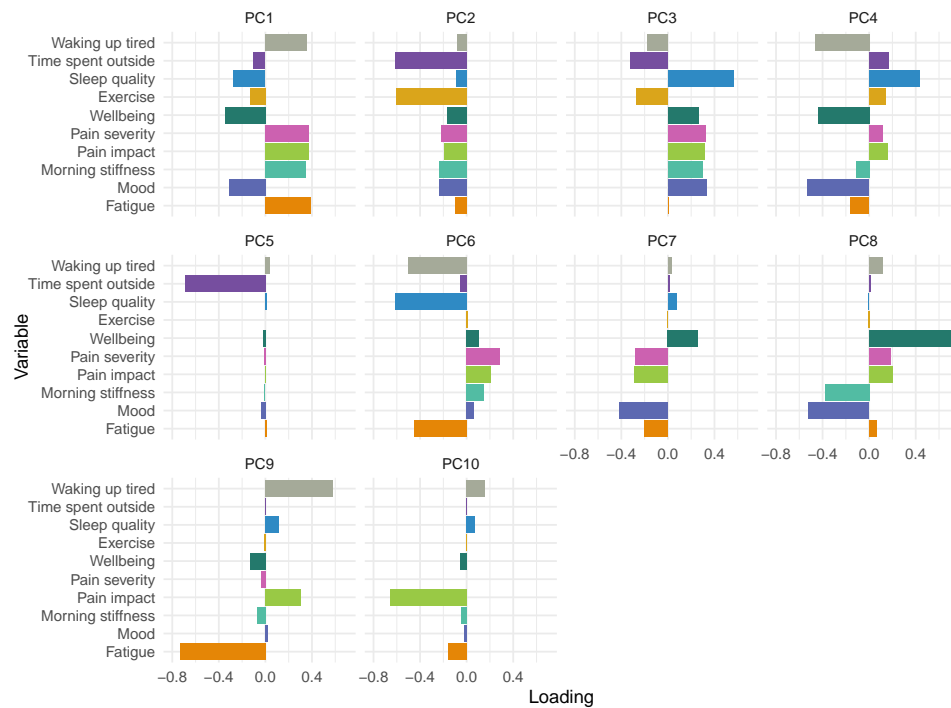 PC1 PC2 PC3 PC4
Waking up tired
Time spent outside
Sleep quality
Exercise
Wellbeing
Pain severity
Pain impact
Morning stiffness
Mood
Fatigue
PC5 PC6 PC7 PC8
Waking up tired
Time spent outside
Sleep quality
Exercise
Wellbeing
Pain severity
Pain impact
Morning stiffness
Mood
Fatigue
−0.8 −0.4 0.0 0.4 −0.8 −0.4 0.0 0.4
PC9 PC10
Waking up tired
Time spent outside
Sleep quality
Exercise
Wellbeing
Pain severity
Pain impact
Morning stiffness
Mood
Fatigue
−0.8 −0.4 0.0 0.4 −0.8 −0.4 0.0 0.4
Loading
Variable